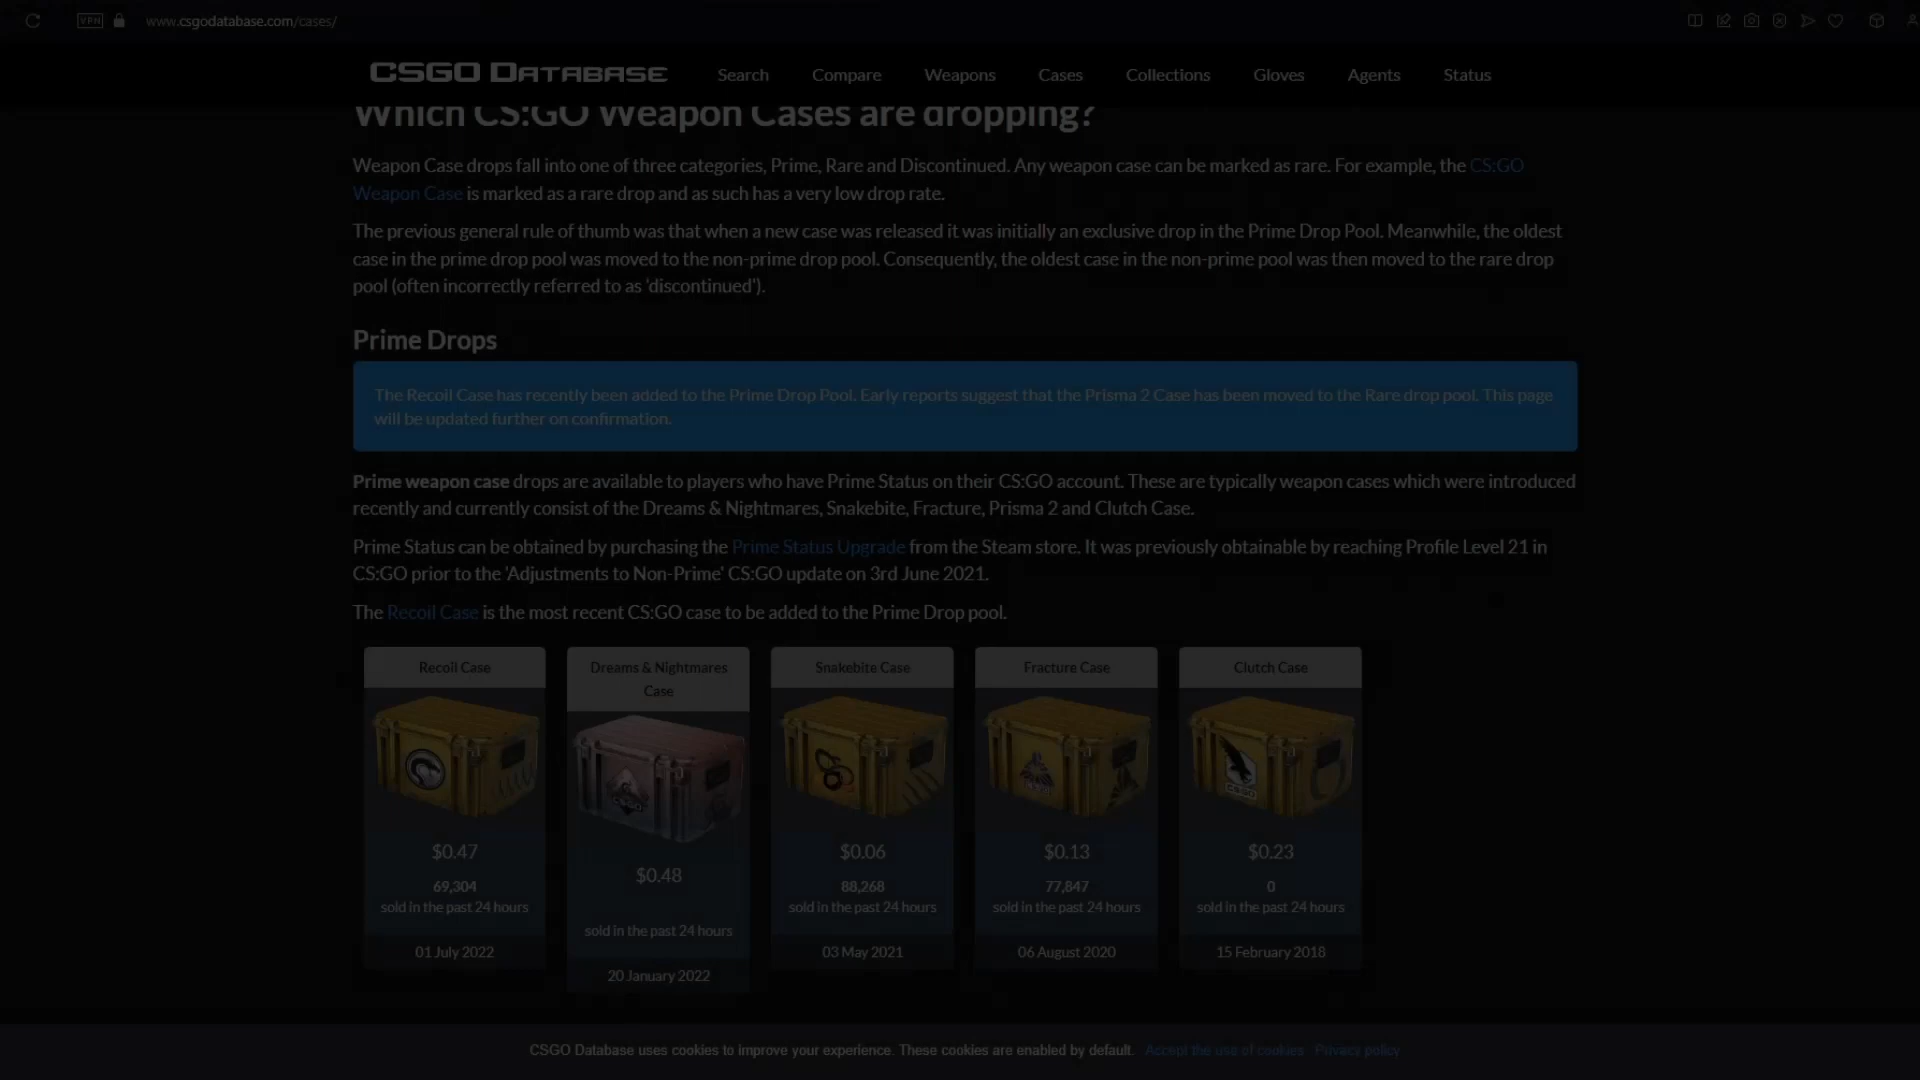 VPN www.csgodatabase.com/cases/
CSGO DATABASE Search Compare Weapons Cases Collections Gloves Agents Status
Which CS:GO Weapon Cases are dropping?
Weapon Case drops fall into one of three categories, Prime, Rare and Discontinued. Any weapon case can be marked as rare. For example, the CS:GO
Weapon Case is marked as a rare drop and as such has a very low drop rate.
The previous general rule of thumb was that when a new case was released it was initially an exclusive drop in the Prime Drop Pool. Meanwhile, the oldest
case in the prime drop pool was moved to the non-prime drop pool. Consequently, the oldest case in the non-prime pool was then moved to the rare drop
pool (often incorrectly referred to as 'discontinued').
Prime Drops
The Recoil Case has recently been added to the Prime Drop Pool. Early reports suggest that the Prisma 2 Case has been moved to the Rare drop pool. This page
will be updated further on confirmation.
Prime weapon case drops are available to players who have Prime Status on their CS:GO account. These are typically weapon cases which were introduced
recently and currently consist of the Dreams & Nightmares, Snakebite, Fracture, Prisma 2 and Clutch Case.
Prime Status can be obtained by purchasing the Prime Status Upgrade from the Steam store. It was previously obtainable by reaching Profile Level 21 in
CS:GO prior to the 'Adjustments to Non-Prime' CS:GO update on 3rd June 2021.
The Recoil Case is the most recent CS:GO case to be added to the Prime Drop pool.
Recoil Case
$0.47
69,304
sold in the past 24 hours
01 July 2022
Dreams & Nightmares
Case
$0.48
sold in the past 24 hours
20 January 2022
Snakebite Case
$0.06
88,268
sold in the past 24 hours
03 May 2021
Fracture Case
$0.13
77,847
sold in the past 24 hours
06 August 2020
Clutch Case
$0.23
0
sold in the past 24 hours
15 February 2018
CSGO Database uses cookies to improve your experience. These cookies are enabled by default. Accept the use of cookies Privacy policy